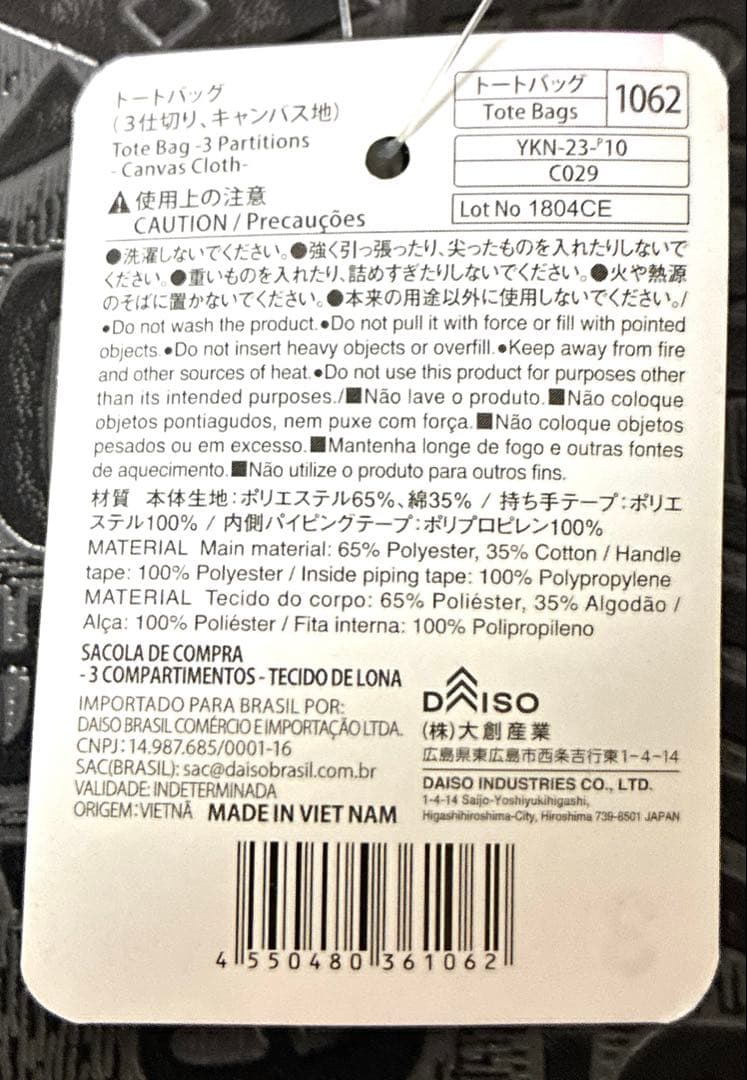 トートバッグ
(3仕切り、キャンバス地)
Tote Bag -3 Partitions
- Canvas Cloth-
トートバッグ
Tote Bags
1062
YKN-23-P10
C029
Lot No 1804CE
使用上の注意
CAUTION / Precauções
●洗濯しないでください。●強く引っ張ったり、尖ったものを入れたりしないで
ください。●重いものを入れたり、詰めすぎたりしないでください。●火や熱源
のそばに置かないでください。●本来の用途以外に使用しないでください。/
●Do not wash the product.●Do not pull it with force or fill with pointed
objects.●Do not insert heavy objects or overfill.●Keep away from fire
and other sources of heat.●Do not use this product for purposes other
than its intended purposes./■Não lave o produto.■Não coloque
objetos pontiagudos, nem puxe com força.■Não coloque objetos
pesados ou em excesso.■Mantenha longe de fogo e outras fontes
de aquecimento.■Não utilize o produto para outros fins.
材質 本体生地:ポリエステル65%、綿35% / 持ち手テープ:ポリエ
ステル100% / 内側パイピングテープ:ポリプロピレン100%
MATERIAL Main material: 65% Polyester, 35% Cotton / Handle
tape: 100% Polyester / Inside piping tape: 100% Polypropylene
MATERIAL Tecido do corpo: 65% Poliéster, 35% Algodão /
Alça: 100% Poliéster / Fita interna: 100% Polipropileno
SACOLA DE COMPRA
- 3 COMPARTIMENTOS - TECIDO DE LONA
IMPORTADO PARA BRASIL POR:
DAISO BRASIL COMÉRCIO E IMPORTAÇÃO LTDA.
CNPJ: 14.987.685/0001-16
SAC(BRASIL): sac@daisobrasil.com.br
VALIDADE: INDETERMINADA
ORIGEM: VIETNÃ MADE IN VIET NAM
DAISO
(株)大創産業
広島県東広島市西条吉行東1-4-14
DAISO INDUSTRIES CO., LTD.
1-4-14 Saijo-Yoshiyukihigashi,
Higashihiroshima-City, Hiroshima 739-8501 JAPAN
4 550480 361062